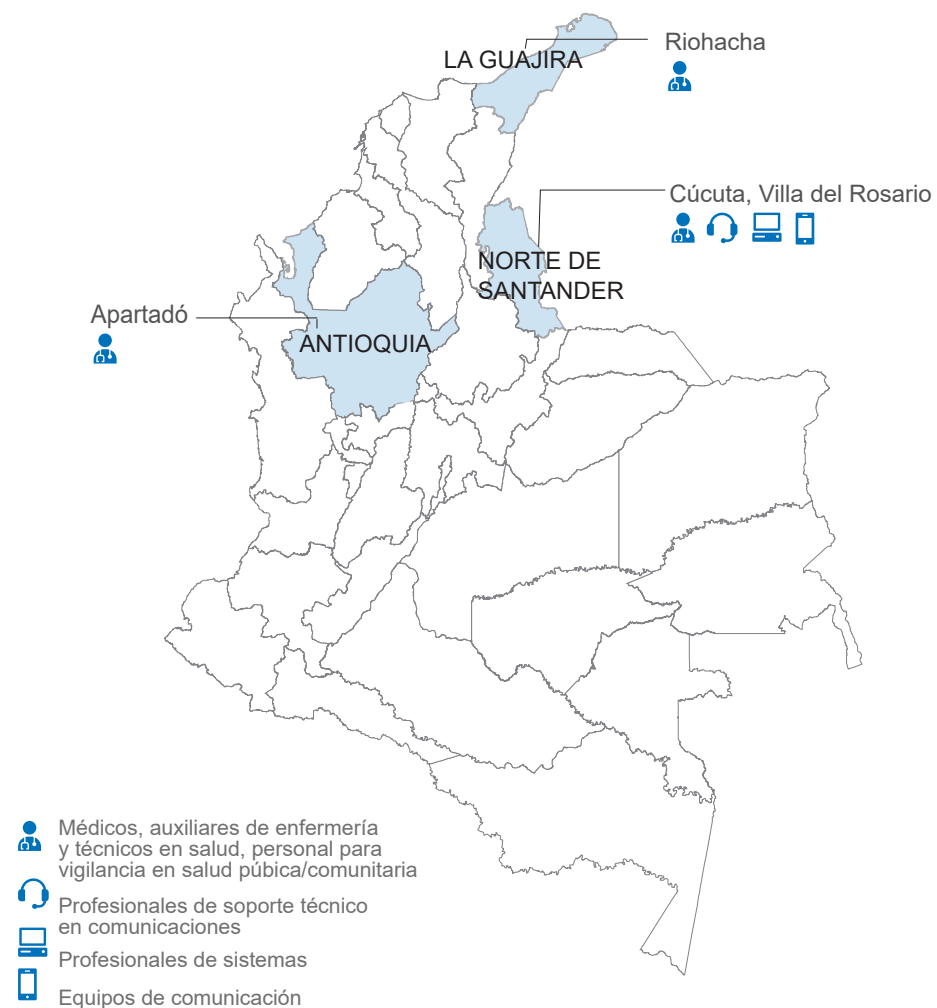 LA GUAJIRA
Riohacha
Cúcuta, Villa del Rosario
NORTE DE
SANTANDER
Apartadó
ANTIOQUIA
Médicos, auxiliares de enfermería
y técnicos en salud, personal para
vigilancia en salud púbica/comunitaria
Profesionales de soporte técnico
en comunicaciones
Profesionales de sistemas
Equipos de comunicación